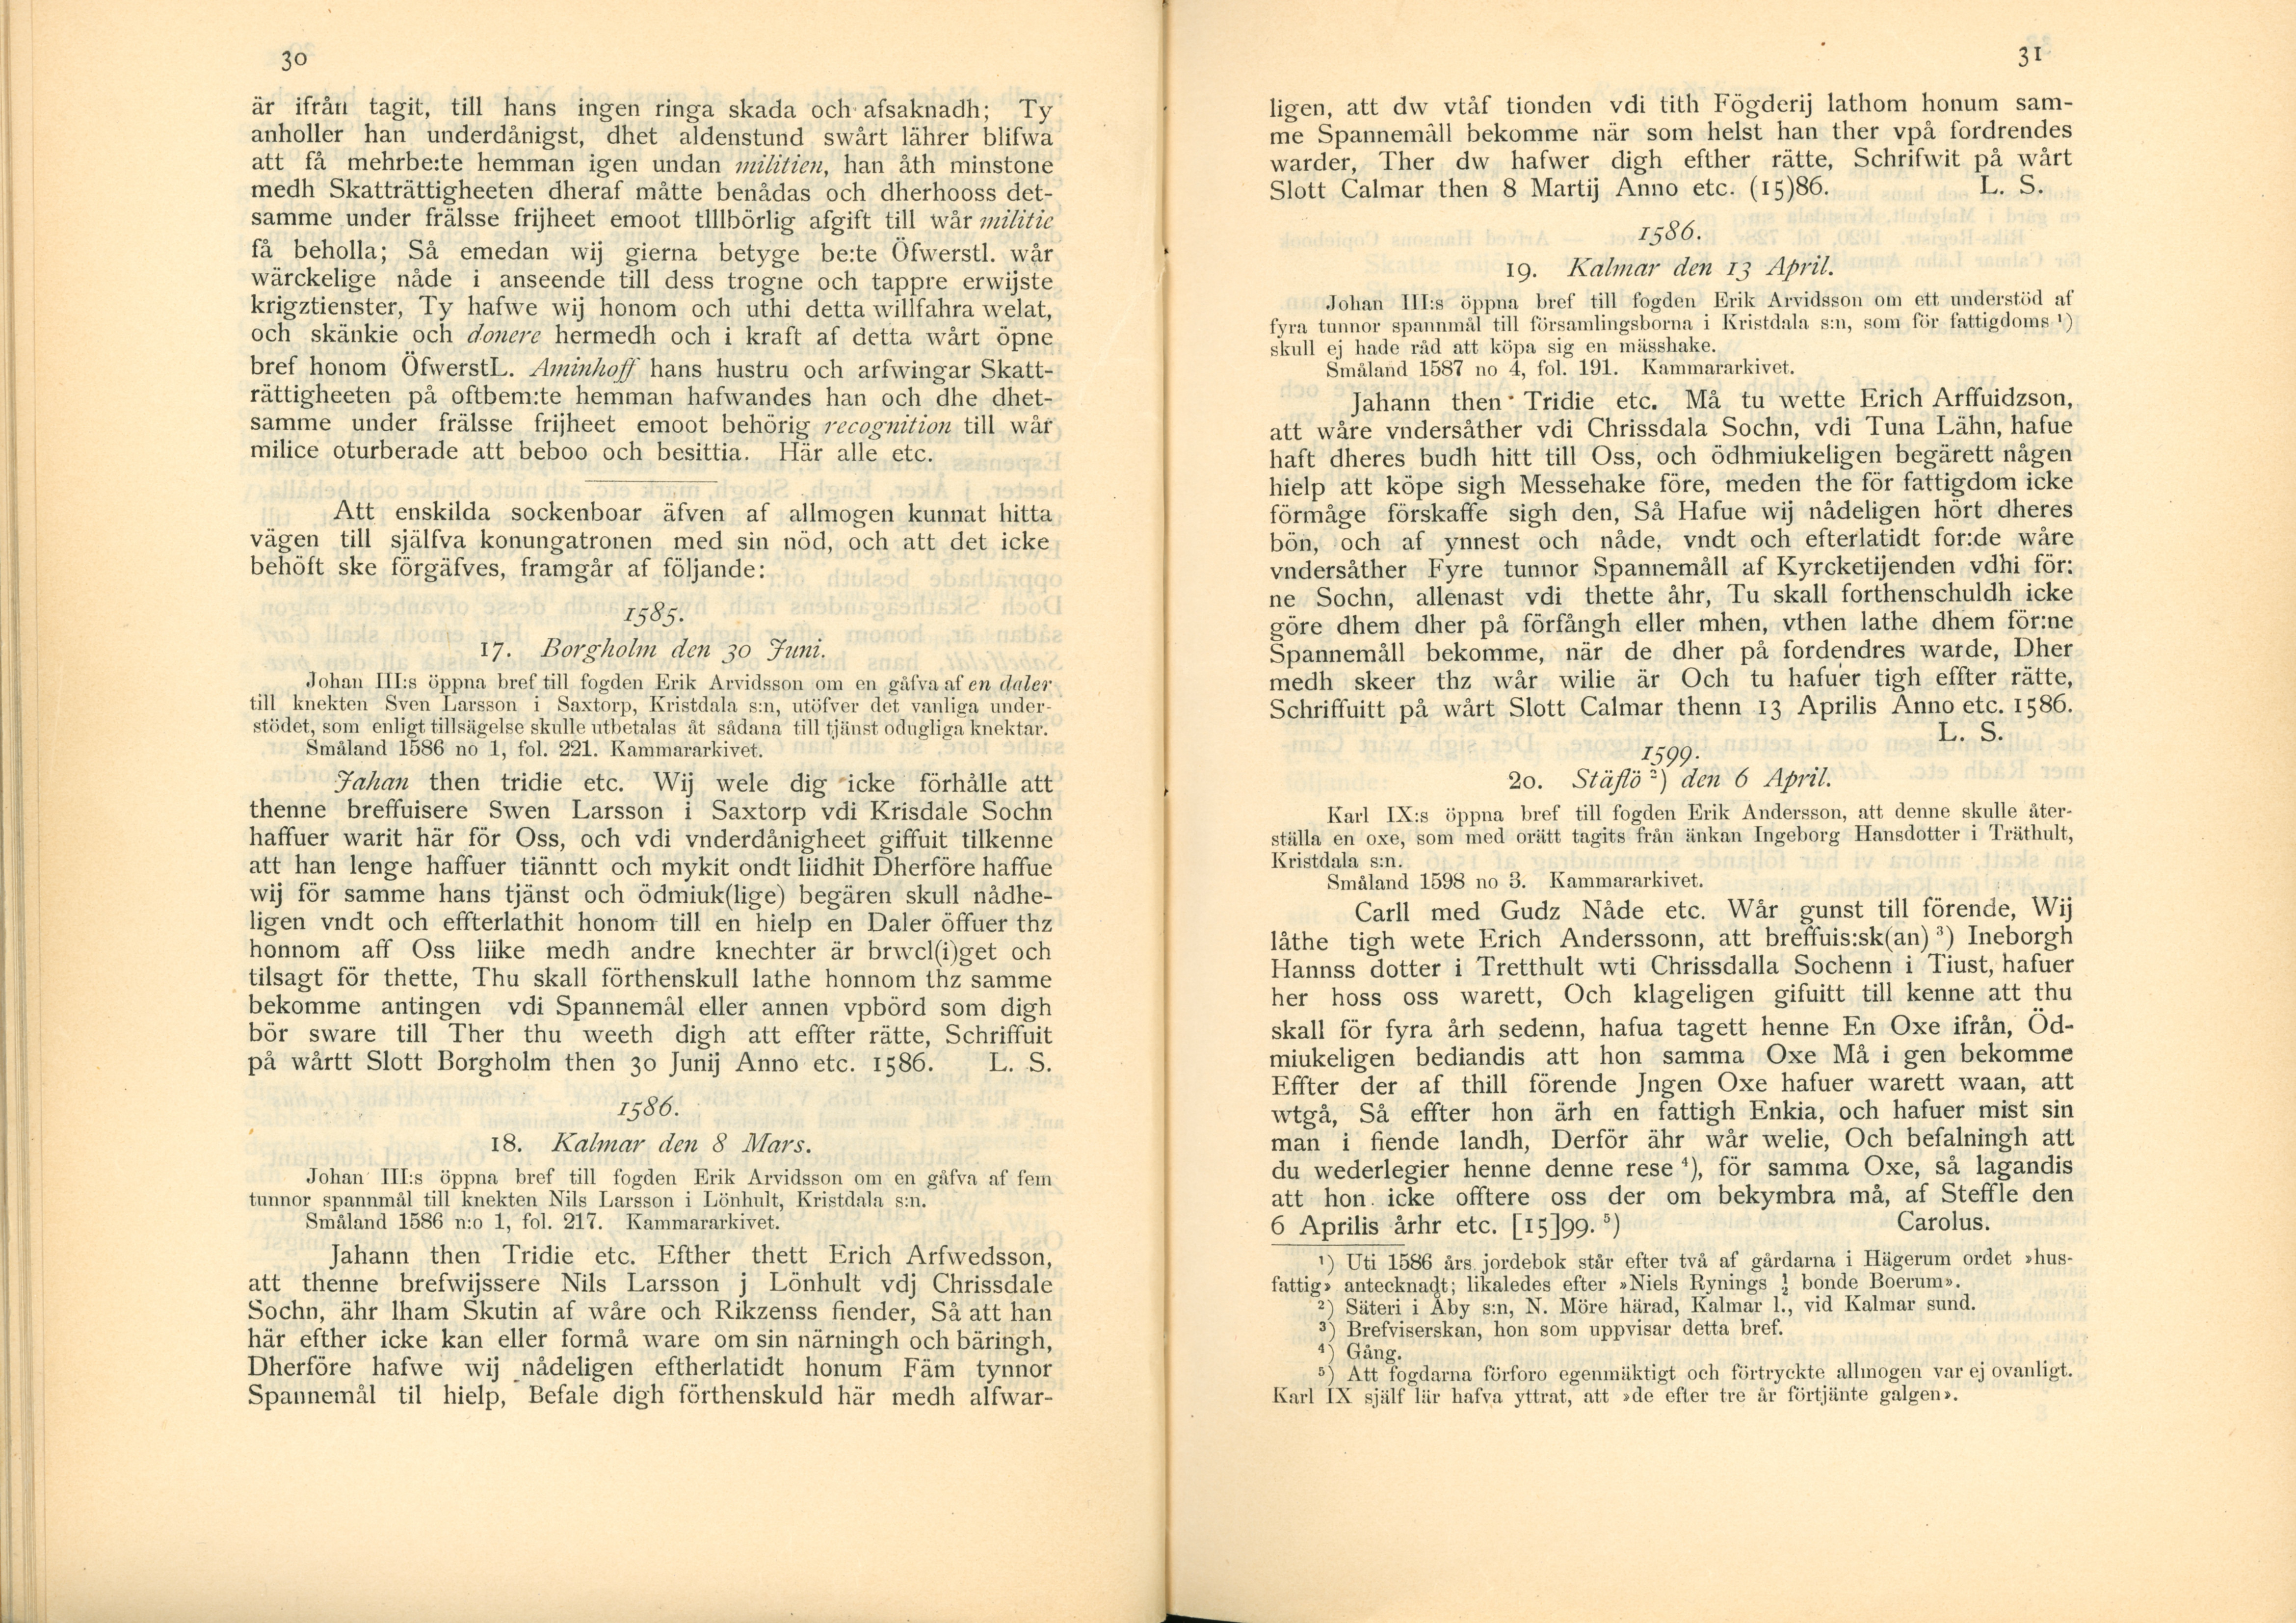 30
är ifrån tagit, till hans ingen ringa skada och afsaknadh; Ty
anholler han underdånigst, dhet aldenstund swårt lährer blifwa
att få mehrbe:te hemman igen undan militien, han åth minstone
medh Skatträttigheeten dheraf måtte benådas och dherhooss det-
samme under frälsse frijheet emoot tlllbörlig afgift till wår militie
få beholla; Så emedan wij gierna betyge be:te Öfwerstl. wår
wärckelige nåde i anseende till dess trogne och tappre erwijste
krigztienster, Ty hafwe wij honom och uthi detta willfahra welat,
och skänkie och donere hermedh och i kraft af detta wårt öpne
bref honom ÖfwerstL. Aminhoff hans hustru och arfwingar Skatt-
rättigheeten på oftbem:te hemman hafwandes han och dhe dhet-
samme under frälsse frijheet emoot behörig recognition till wår
milice oturberade att beboo och besittia. Här alle etc.
Att enskilda sockenboar äfven af allmogen kunnat hitta
vägen till själfva konungatronen med sin nöd, och att det icke
behöft ske förgäfves, framgår af följande:
1585.
17. Borgholm den 30 Juni.
Johan III:s öppna bref till fogden Erik Arvidsson om en gåfva af en daler
till knekten Sven Larsson i Saxtorp, Kristdala s:n, utöfver det vanliga under-
stödet, som enligt tillsägelse skulle utbetalas åt sådana till tjänst odugliga knektar.
Småland 1586 no 1, fol. 221. Kammararkivet.
Jahan then tridie etc. Wij wele dig icke förhålle att
thenne breffuisere Swen Larsson i Saxtorp vdi Krisdale Sochn
haffuer warit här för Oss, och vdi vnderdånigheet giffuit tilkenne
att han lenge haffuer tiänntt och mykit ondt liidhit Dherföre haffue
wij för samme hans tjänst och ödmiuk(lige) begären skull nådhe-
ligen vndt och effterlathit honom till en hielp en Daler öffuer thz
honnom aff Oss liike medh andre knechter är brwcl(i)get och
tilsagt för thette, Thu skall förthenskull lathe honnom thz samme
bekomme antingen vdi Spannemål eller annen vpbörd som digh
bör sware till Ther thu weeth digh att effter rätte, Schriffuit
på wårtt Slott Borgholm then 30 Junij Anno etc. 1586. L. S.
1586.
18. Kalmar den 8 Mars.
Johan III:s öppna bref till fogden Erik Arvidsson om en gåfva af fem
tunnor spannmål till knekten Nils Larsson i Lönhult, Kristdala s:n.
Småland 1586 n:o 1, fol. 217. Kammararkivet.
Jahann then Tridie etc. Efther thett Erich Arfwedsson,
att thenne brefwijssere Nils Larsson j Lönhult vdj Chrissdale
Sochn, ähr lham Skutin af wåre och Rikzenss fiender, Så att han
här efther icke kan eller formå ware om sin närningh och bäringh,
Dherföre hafwe wij nådeligen eftherlatidt honum Fäm tynnor
Spannemål til hielp, Befale digh förthenskuld här medh alfwar-
31
ligen, att dw vtåf tionden vdi tith Fögderij lathom honum sam-
me Spannemåll bekomme när som helst han ther vpå fordrendes
warder, Ther dw hafwer digh efther rätte, Schrifwit på wårt
Slott Calmar then 8 Martij Anno etc. (15)86. L. S.
1586.
19. Kalmar den 13 April.
Johan III:s öppna bref till fogden Erik Arvidsson om ett understöd af
fyra tunnor spannmål till församlingsborna i Kristdala s:n, som för fattigdoms ¹)
skull ej hade råd att köpa sig en mässhake.
Småland 1587 no 4, fol. 191. Kammararkivet.
Jahann then Tridie etc. Må tu wette Erich Arffuidzson,
att wåre vndersåther vdi Chrissdala Sochn, vdi Tuna Lähn, hafue
haft dheres budh hitt till Oss, och ödhmiukeligen begärett någen
hielp att köpe sigh Messehake före, meden the för fattigdom icke
förmåge förskaffe sigh den, Så Hafue wij nådeligen hört dheres
bön, och af ynnest och nåde, vndt och efterlatidt for:de wåre
vndersåther Fyre tunnor Spannemåll af Kyrcketijenden vdhi för:
ne Sochn, allenast vdi thette åhr, Tu skall forthenschuldh icke
göre dhem dher på förfångh eller mhen, vthen lathe dhem för:ne
Spannemåll bekomme, när de dher på fordendres warde, Dher
medh skeer thz wår wilie är Och tu hafuer tigh effter rätte,
Schriffuitt på wårt Slott Calmar thenn 13 Aprilis Anno etc. 1586.
L. S.
1599.
20. Stäflö ²) den 6 April.
Karl IX:s öppna bref till fogden Erik Andersson, att denne skulle åter-
ställa en oxe, som med orätt tagits från änkan Ingeborg Hansdotter i Träthult,
Kristdala s:n.
Småland 1598 no 3. Kammararkivet.
Carll med Gudz Nåde etc. Wår gunst till förende, Wij
låthe tigh wete Erich Anderssonn, att breffuis:sk(an) ³) Ineborgh
Hannss dotter i Tretthult wti Chrissdalla Sochenn i Tiust, hafuer
her hoss oss warett, Och klageligen gifuitt till kenne att thu
skall för fyra årh sedenn, hafua tagett henne En Oxe ifrån, Öd-
miukeligen bediandis att hon samma Oxe Må i gen bekomme
Effter der af thill förende Jngen Oxe hafuer warett waan, att
wtgå, Så effter hon ärh en fattigh Enkia, och hafuer mist sin
man i fiende landh, Derför ähr wår welie, Och befalningh att
du wederlegier henne denne rese ⁴), för samma Oxe, så lagandis
att hon icke offtere oss der om bekymbra må, af Steffle den
6 Aprilis århr etc. [15]99. ⁵) Carolus.
¹) Uti 1586 års jordebok står efter två af gårdarna i Hägerum ordet »hus-
fattig» antecknadt; likaledes efter »Niels Rynings ½ bonde Boerum».
²) Säteri i Åby s:n, N. Möre härad, Kalmar l., vid Kalmar sund.
³) Brefviserskan, hon som uppvisar detta bref.
⁴) Gång.
⁵) Att fogdarna förforo egenmäktigt och förtryckte allmogen var ej ovanligt.
Karl IX själf lär hafva yttrat, att »de efter tre år förtjänte galgen».